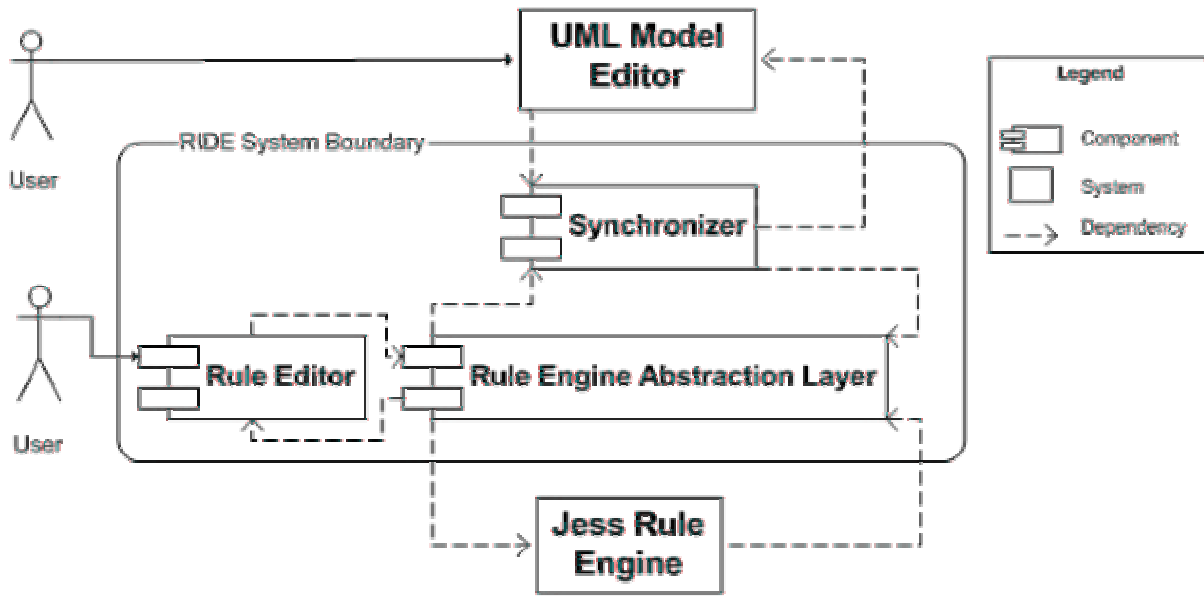 UML Model
Editor
Legend
Component
System
Dependency
User
RIDE System Boundary
Synchronizer
Rule Editor
Rule Engine Abstraction Layer
User
Jess Rule
Engine